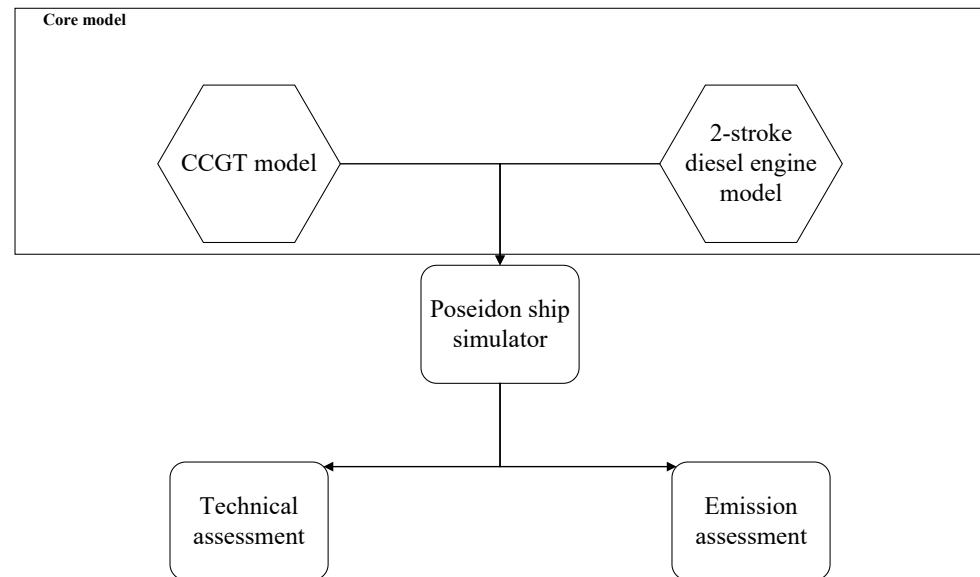 Core model
CCGT model
2-stroke
diesel engine
model
Poseidon ship
simulator
Technical
assessment
Emission
assessment